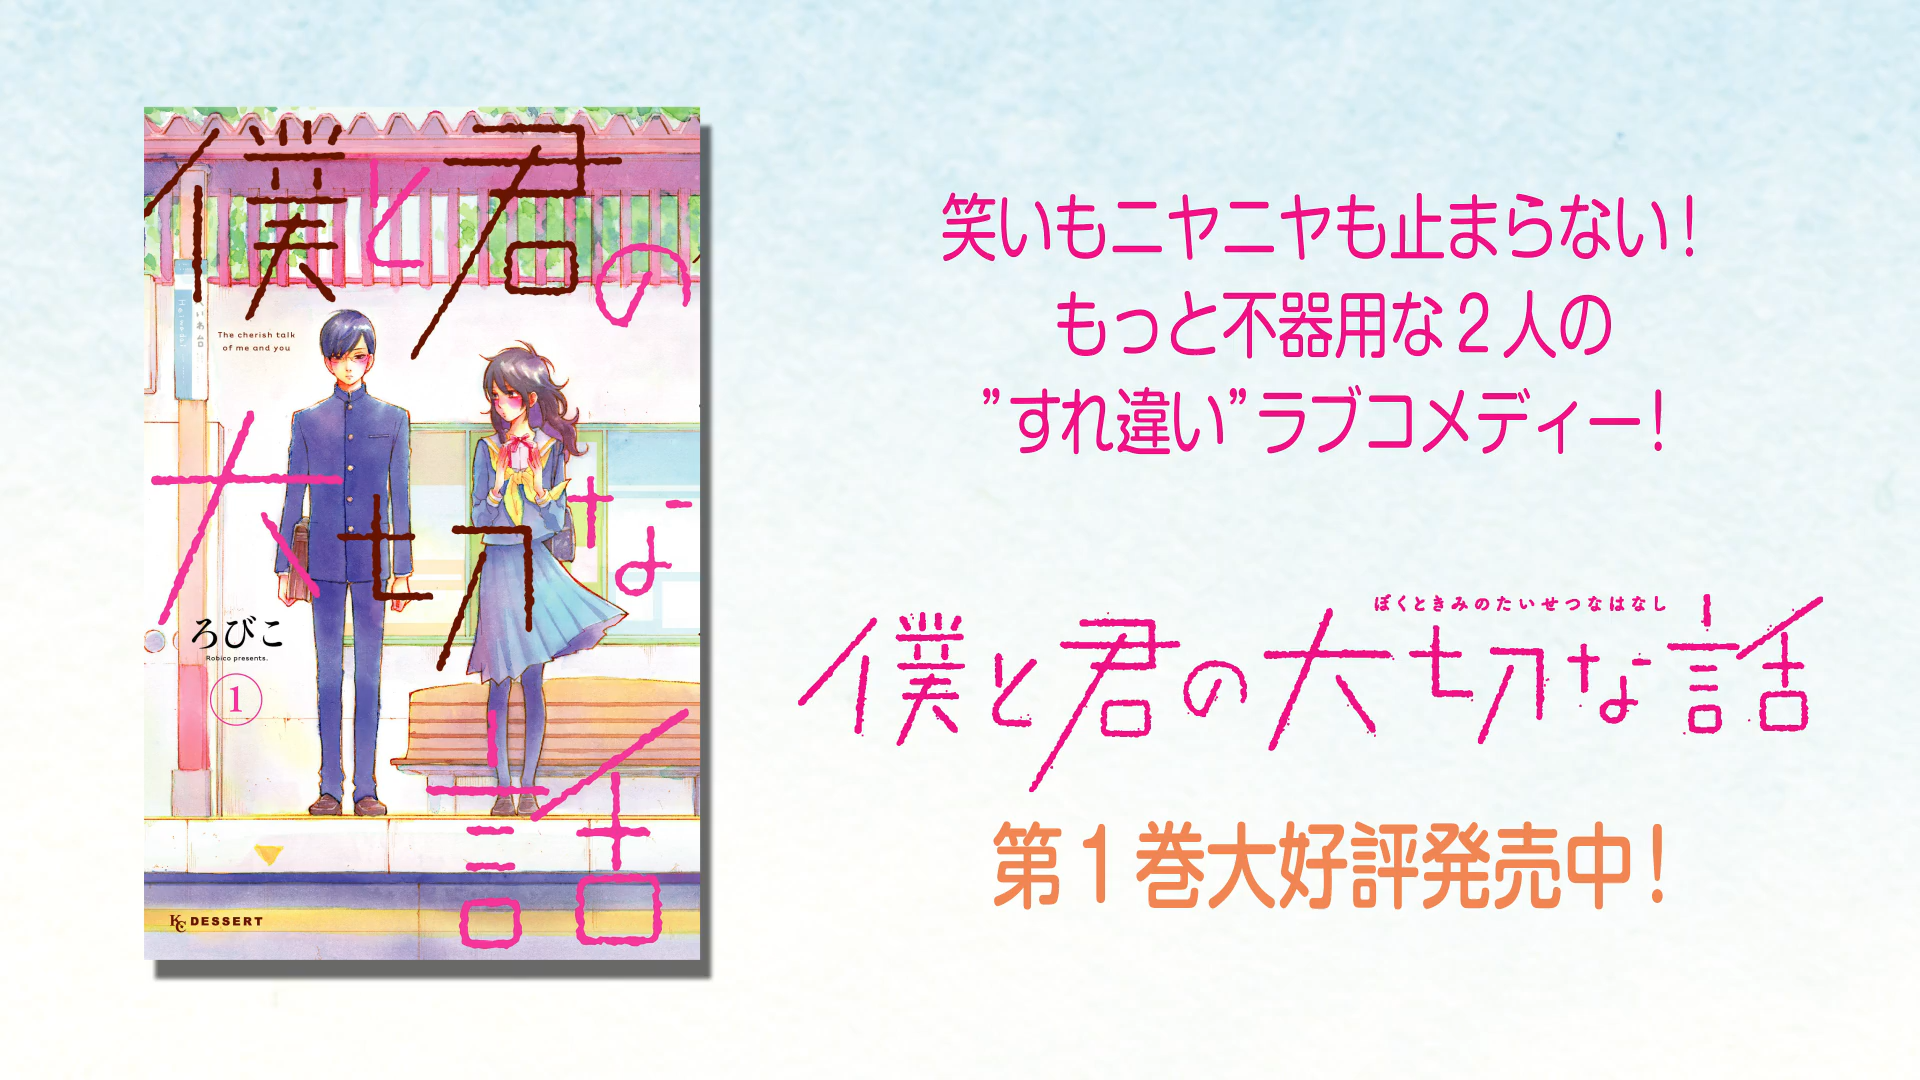 僕と君の
The cherish talk
of me and you
大切な
ろびこ
Robico presents.
1
話
KC DESSERT
笑いもニヤニヤも止まらない!
もっと不器用な2人の
”すれ違い”ラブコメディー!
ぼくときみのたいせつなはなし
僕と君の大切な話
第1巻大好評発売中!